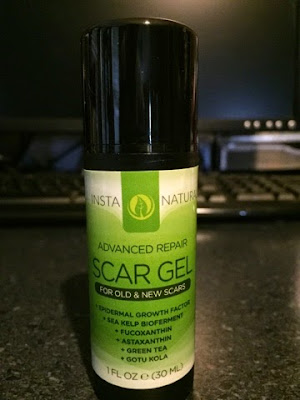 INSTA NATURAL
ADVANCED REPAIR
SCAR GEL
FOR OLD & NEW SCARS
• EPIDERMAL GROWTH FACTOR
• SEA KELP BIOFERMENT
• FUCOXANTHIN
• ASTAXANTHIN
• GREEN TEA
• GOTU KOLA
1 FL OZ ℮ (30 ML)